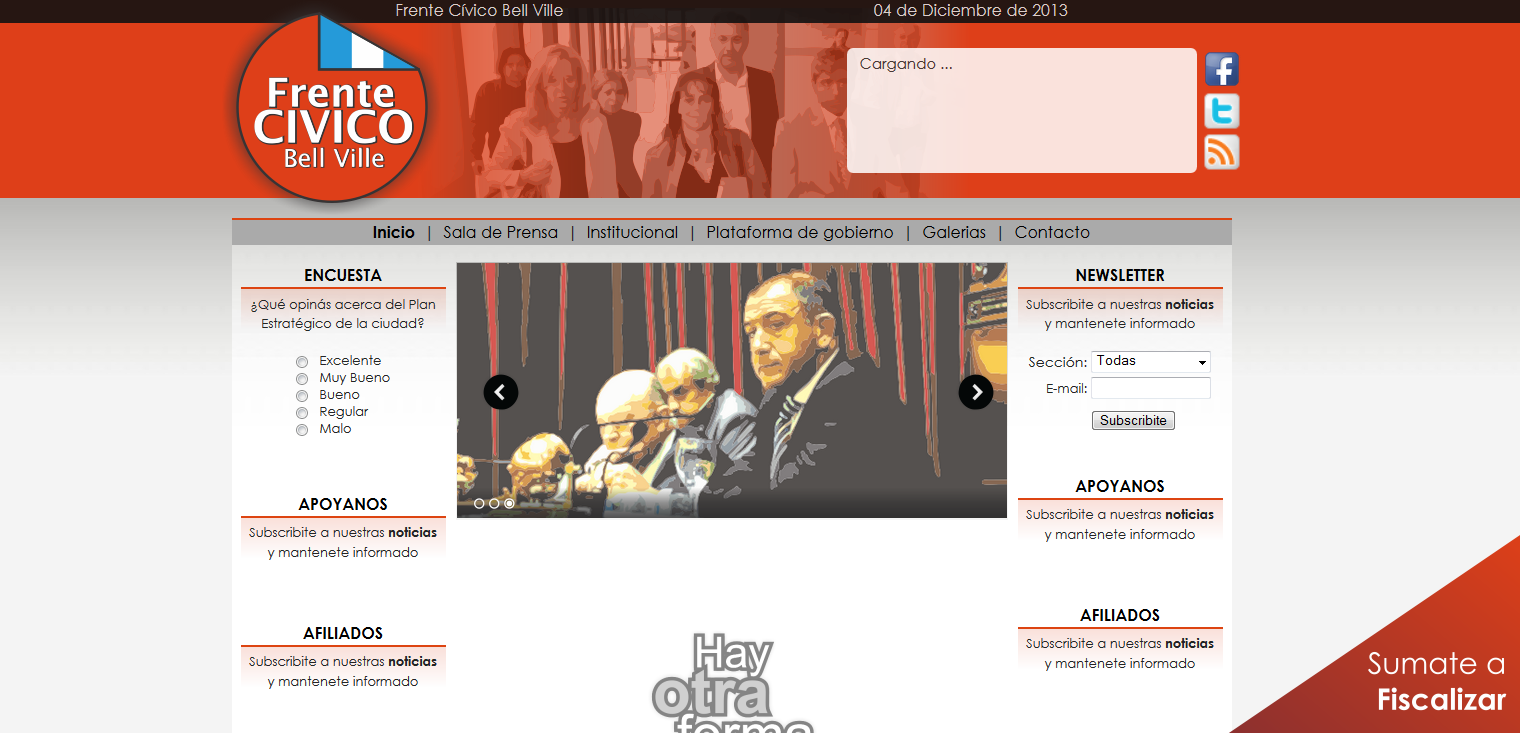 Frente Cívico Bell Ville
04 de Diciembre de 2013
Frente
CIVICO
Bell Ville
Cargando ...
Inicio | Sala de Prensa | Institucional | Plataforma de gobierno | Galerias | Contacto
ENCUESTA
¿Qué opinás acerca del Plan
Estratégico de la ciudad?
Excelente
Muy Bueno
Bueno
Regular
Malo
APOYANOS
Subscribite a nuestras noticias
y mantenete informado
AFILIADOS
Subscribite a nuestras noticias
y mantenete informado
Hay
otra
forma
NEWSLETTER
Subscribite a nuestras noticias
y mantenete informado
Sección: Todas
E-mail:
Subscribite
APOYANOS
Subscribite a nuestras noticias
y mantenete informado
AFILIADOS
Subscribite a nuestras noticias
y mantenete informado
Sumate a
Fiscalizar